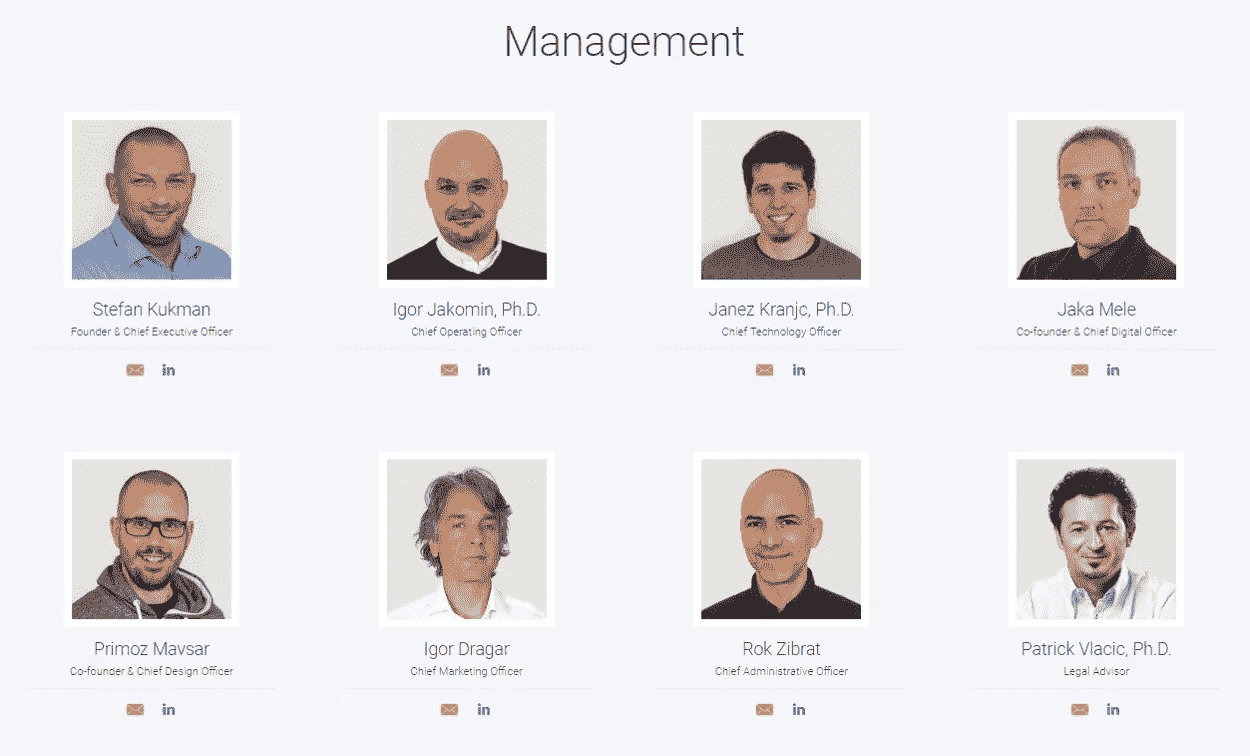 Management
Stefan Kukman
Founder & Chief Executive Officer
in
Igor Jakomin, Ph.D.
Chief Operating Officer
in
Janez Kranjc, Ph.D.
Chief Technology Officer
in
Jaka Mele
Co-founder & Chief Digital Officer
in
Primoz Mavsar
Co-founder & Chief Design Officer
in
Igor Dragar
Chief Marketing Officer
in
Rok Zibrat
Chief Administrative Officer
in
Patrick Vlacic, Ph.D.
Legal Advisor
in